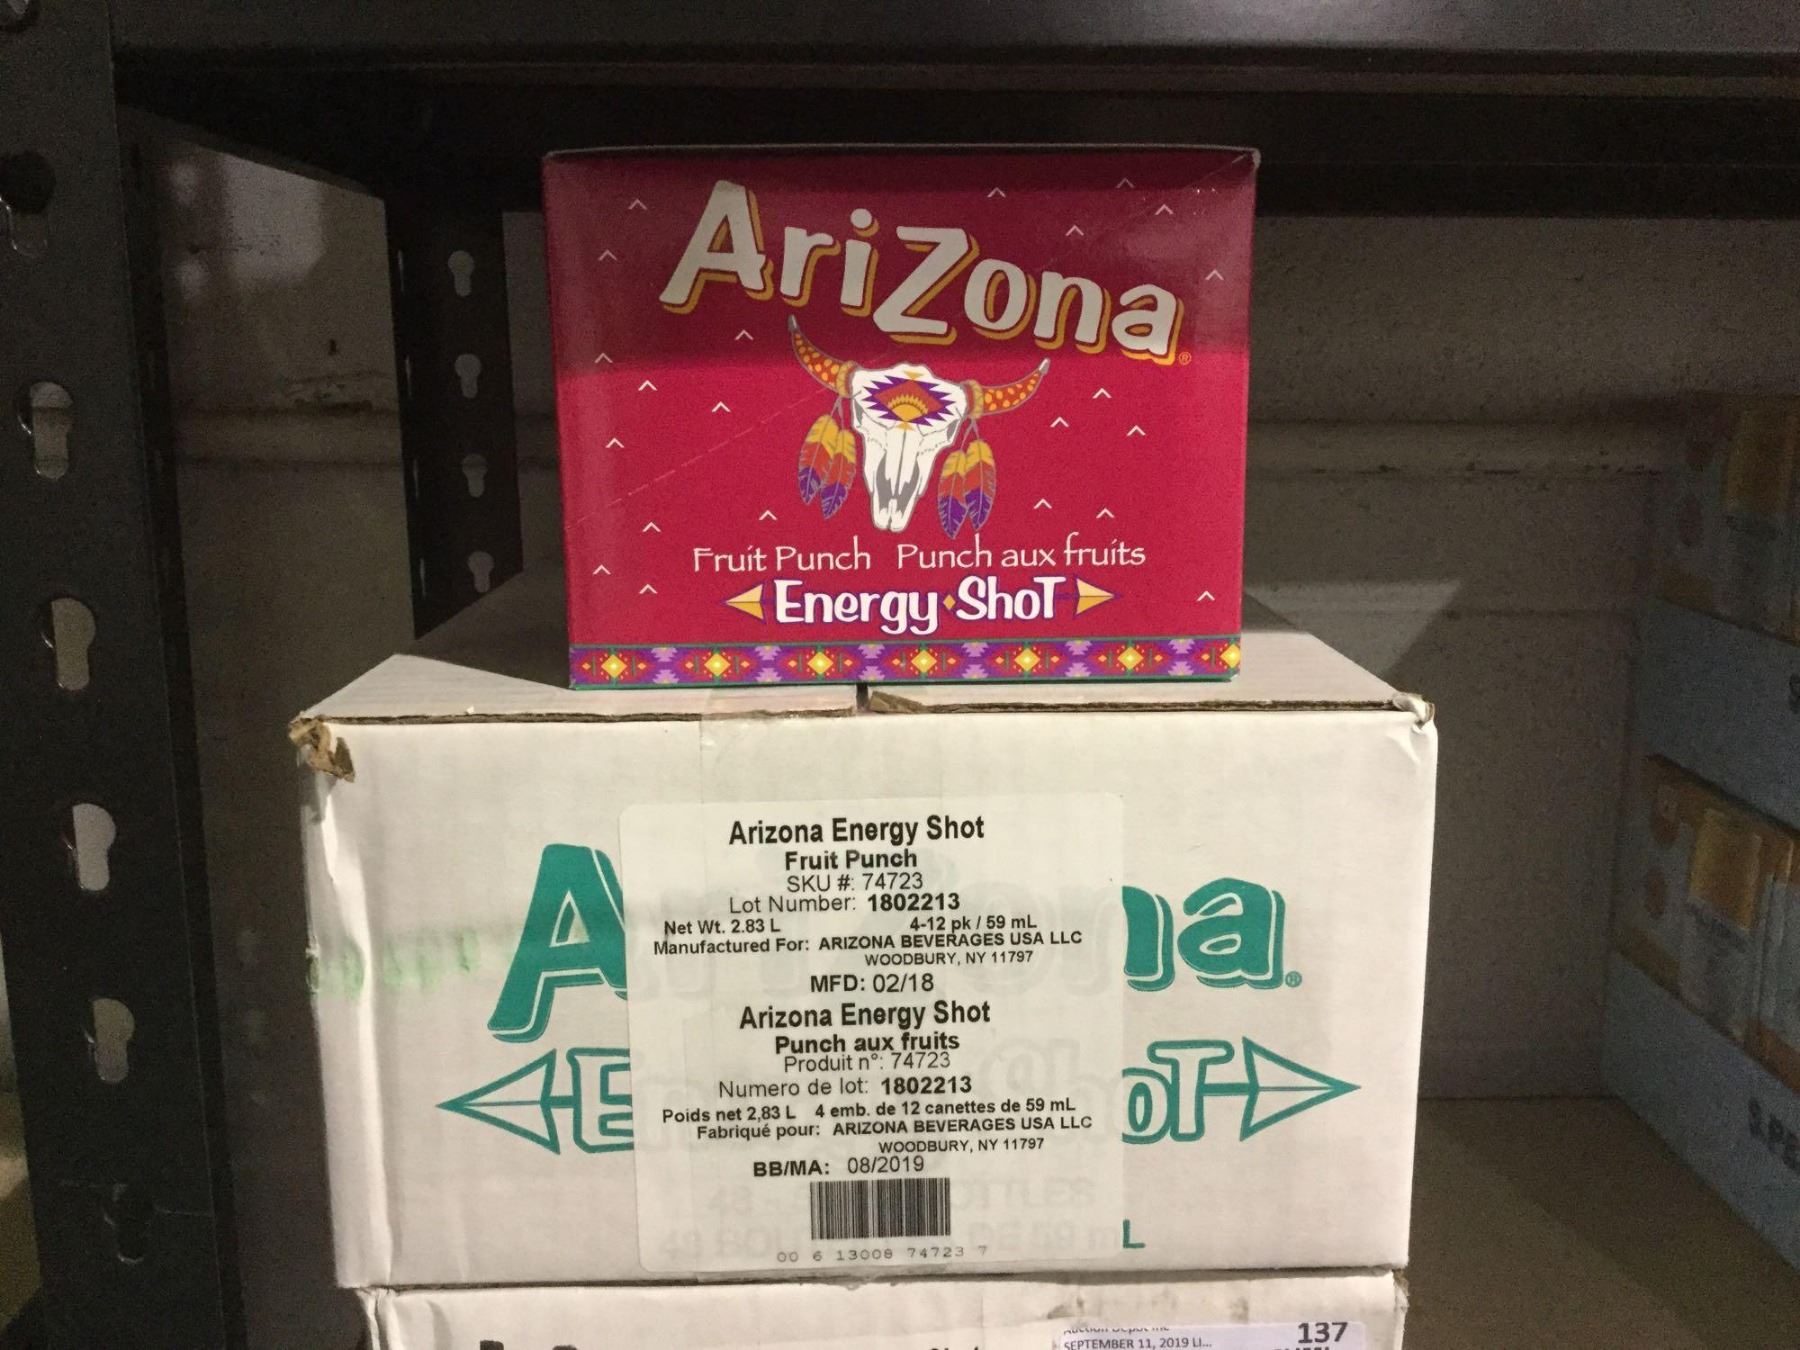 AriZona®
Fruit Punch Punch aux fruits
Energy Shot
Arizona Energy Shot
Fruit Punch
SKU #: 74723
Lot Number: 1802213
Net Wt. 2.83 L 4-12 pk / 59 mL
Manufactured For: ARIZONA BEVERAGES USA LLC
WOODBURY, NY 11797
MFD: 02/18
Arizona Energy Shot
Punch aux fruits
Produit n°: 74723
Numero de lot: 1802213
Poids net 2,83 L 4 emb. de 12 canettes de 59 mL
Fabriqué pour: ARIZONA BEVERAGES USA LLC
WOODBURY, NY 11797
BB/MA: 08/2019
00 6 13008 74723 7
137
SEPTEMBER 11, 2019 LI...